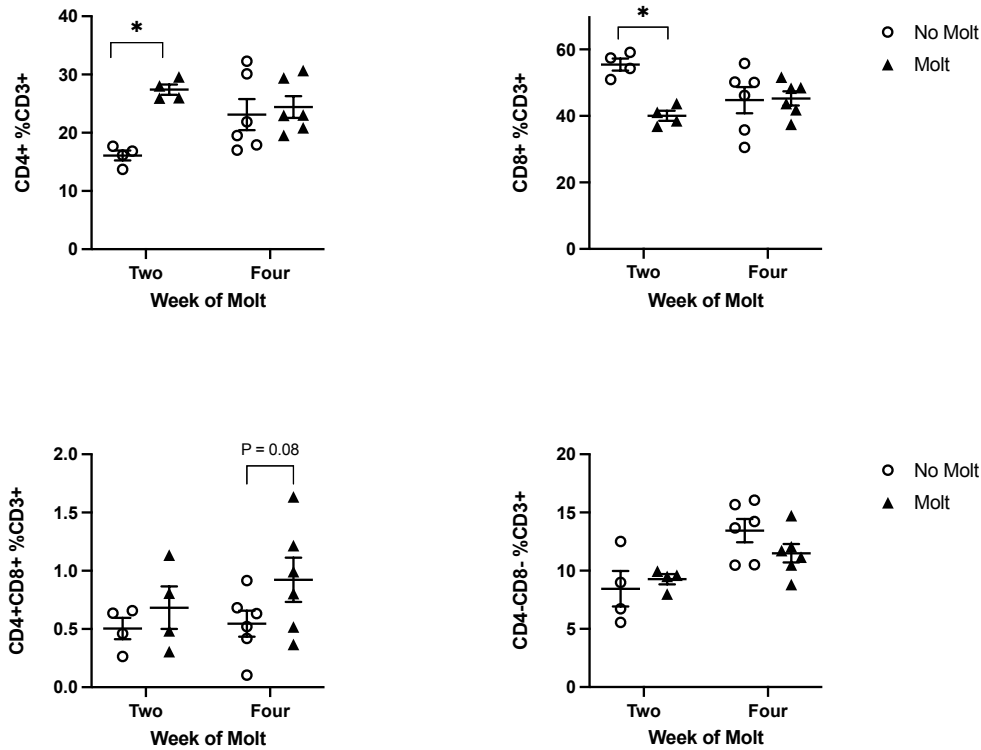 CD4+ %CD3+
40
30
20
10
0
*
Two
Four
Week of Molt
CD8+ %CD3+
60
40
20
0
*
Two
Four
Week of Molt
No Molt
Molt
CD4+CD8+ %CD3+
2.0
1.5
1.0
0.5
0.0
P = 0.08
Two
Four
Week of Molt
CD4-CD8- %CD3+
20
15
10
5
0
Two
Four
Week of Molt
No Molt
Molt